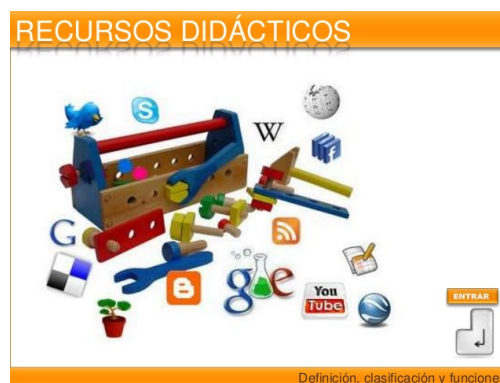 RECURSOS DIDÁCTICOS
W
f
G
You
Tube
ENTRAR
Definición, clasificación y funcione